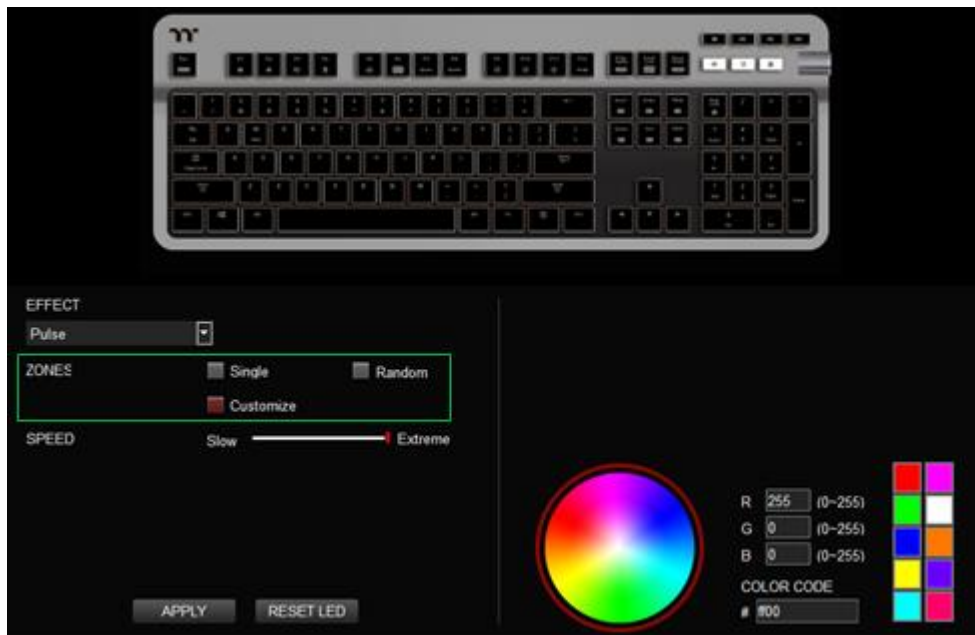 EFFECT
Pulse
ZONES
Single
Random
Customize
SPEED
Slow
Extreme
APPLY
RESET LED
R 255 (0~255)
G 0 (0~255)
B 0 (0~255)
COLOR CODE
# ff00